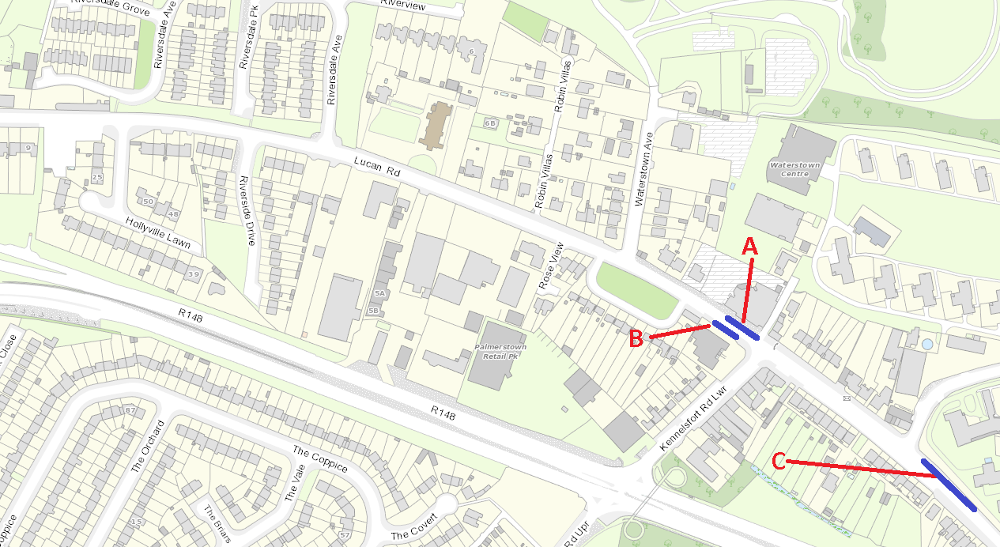 Riversdale Grove
Riversdale Ave
Riversdale Pk
Riversdale Ave
Riverview
6
Robin Villas
6B
Lucan Rd
Robin Villas
Waterstown Ave
Waterstown
Centre
9
25
50
48
Hollyville Lawn
Riverside Drive
39
A
Rose View
5A
5B
R148
B
Palmerstown
Retail Pk
Close
87
R148
Kennelsfort Rd Lwr
The Orchard
The Coppice
The Vale
C
15
The Briars
57
The Covert
Rd Upr
oppice